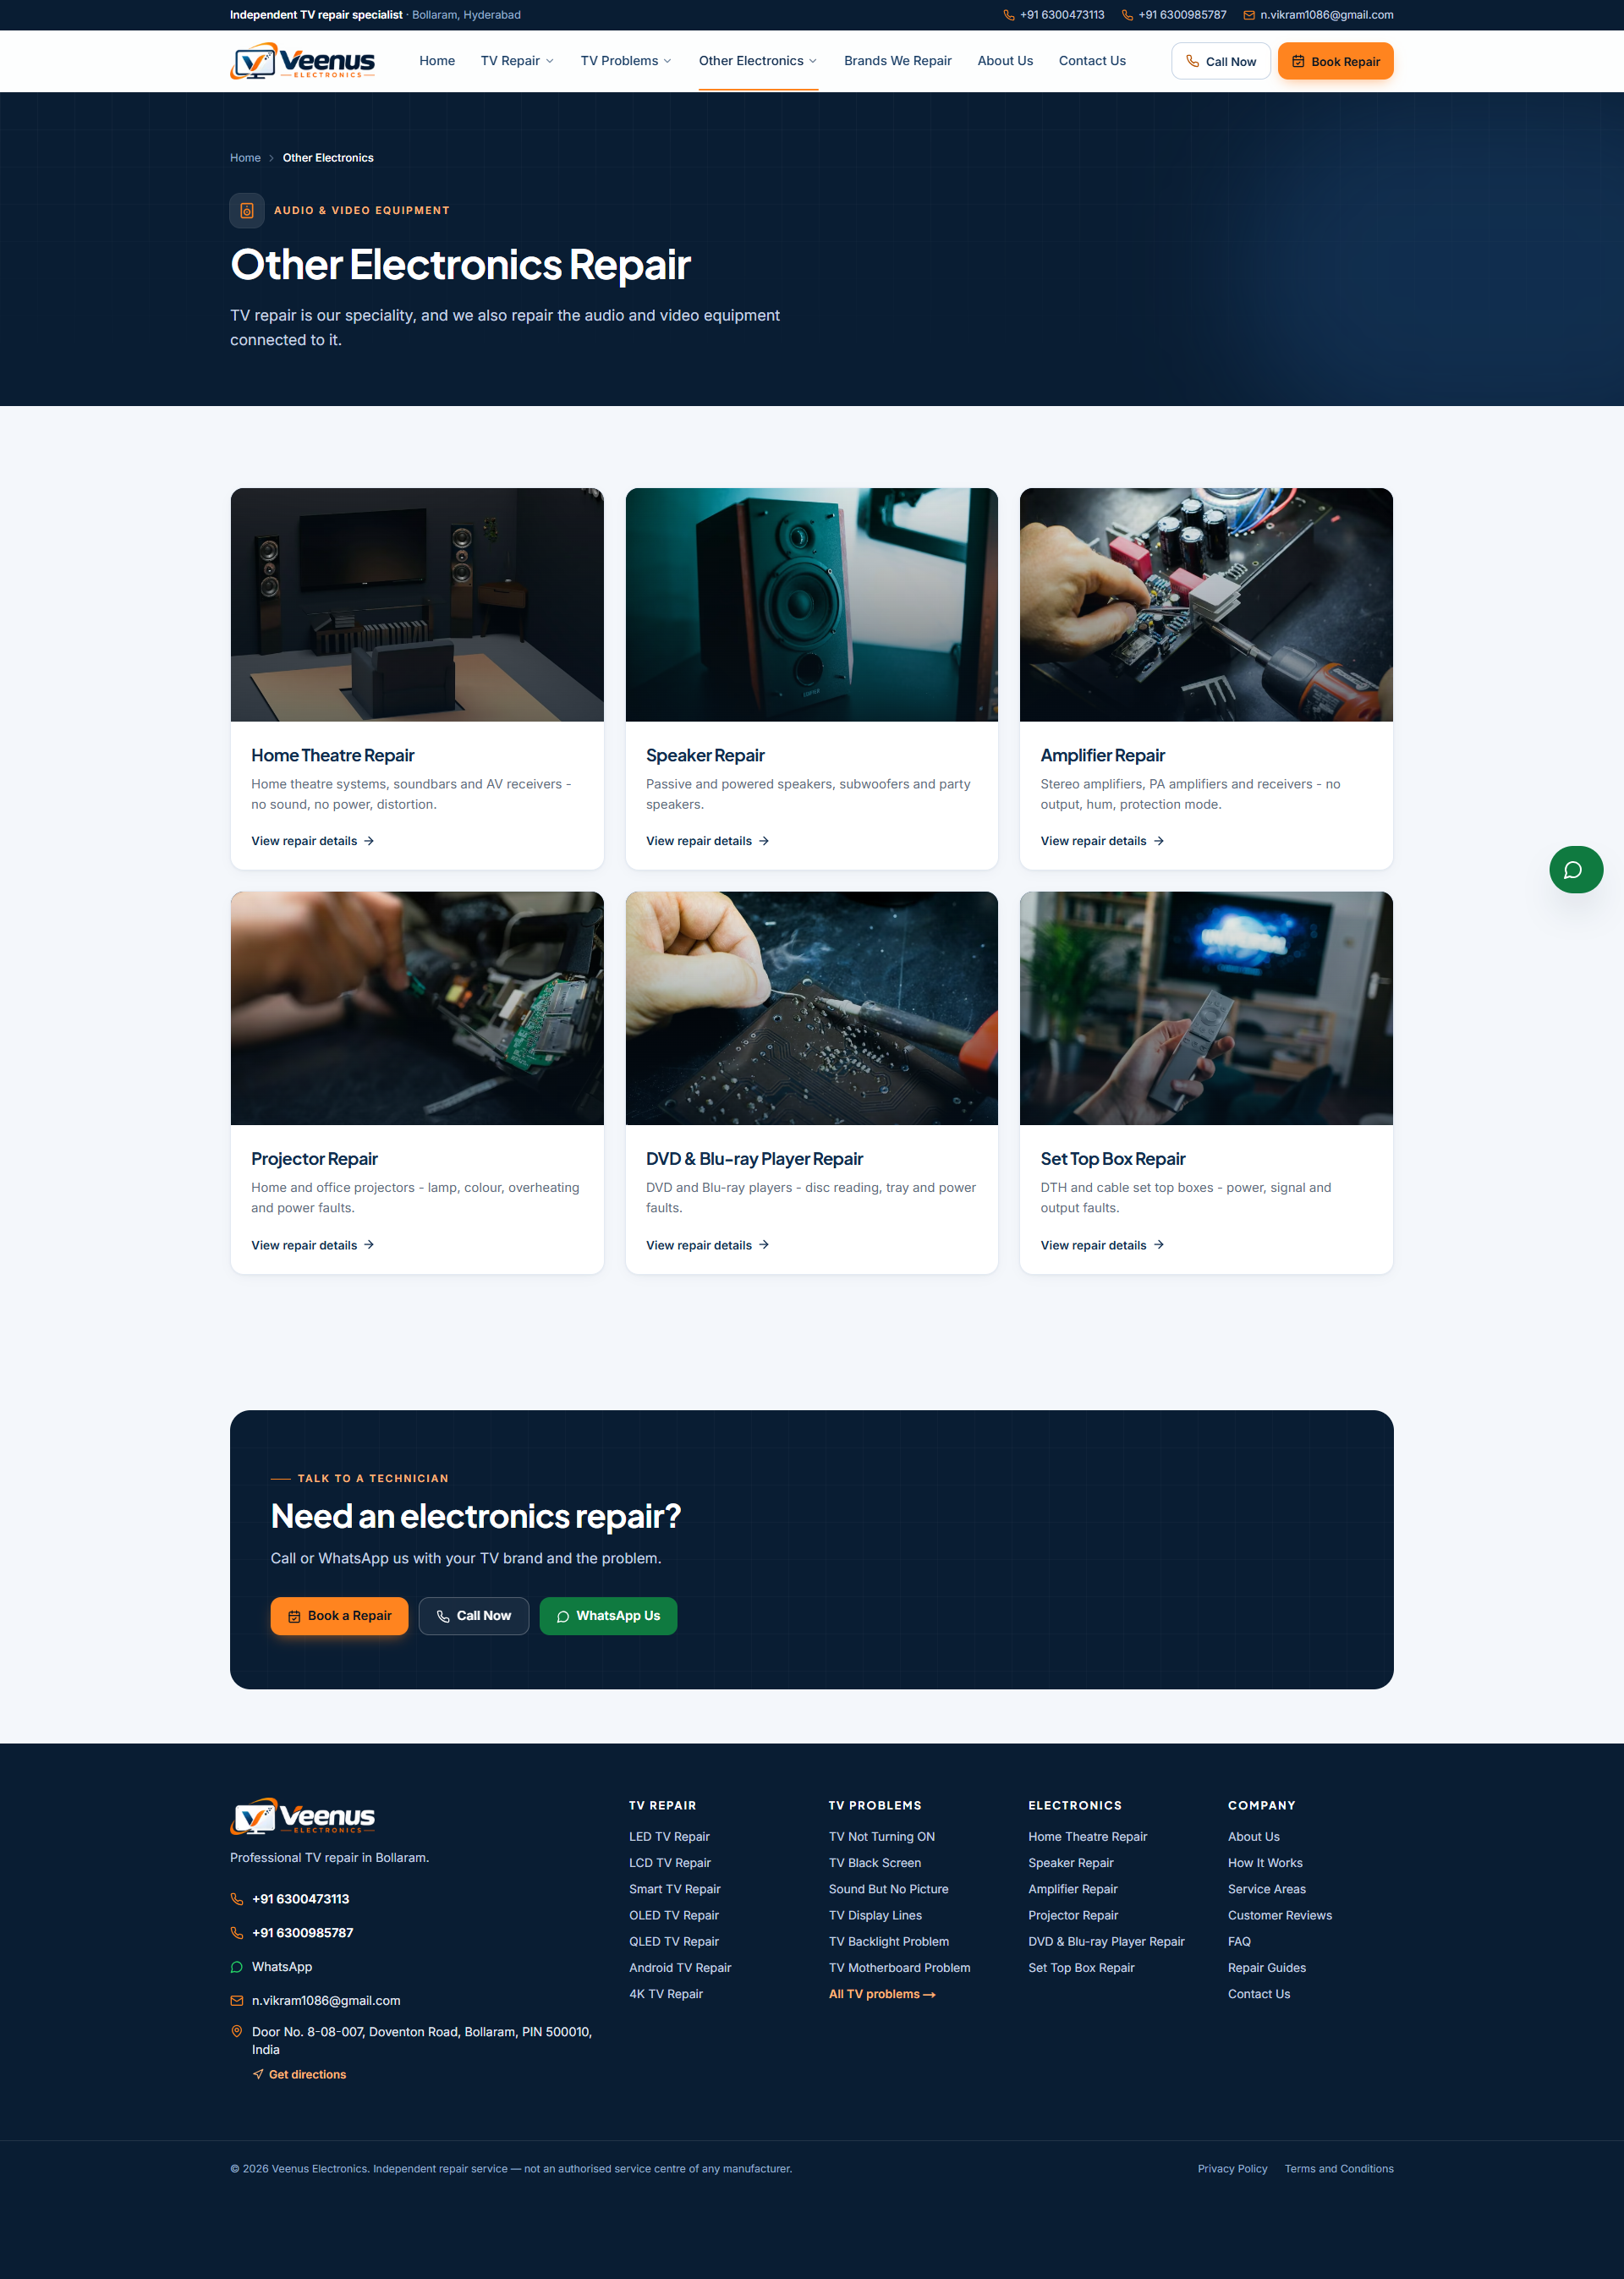 Independent TV repair specialist · Bollaram, Hyderabad
+91 6300473113
+91 6300985787
n.vikram1086@gmail.com
Veenus
ELECTRONICS
Home
TV Repair
TV Problems
Other Electronics
Brands We Repair
About Us
Contact Us
Call Now
Book Repair
Home
Other Electronics
AUDIO & VIDEO EQUIPMENT
Other Electronics Repair
TV repair is our speciality, and we also repair the audio and video equipment
connected to it.
Home Theatre Repair
Home theatre systems, soundbars and AV receivers -
no sound, no power, distortion.
View repair details
Speaker Repair
Passive and powered speakers, subwoofers and party
speakers.
View repair details
Amplifier Repair
Stereo amplifiers, PA amplifiers and receivers - no
output, hum, protection mode.
View repair details
Projector Repair
Home and office projectors - lamp, colour, overheating
and power faults.
View repair details
DVD & Blu-ray Player Repair
DVD and Blu-ray players - disc reading, tray and power
faults.
View repair details
Set Top Box Repair
DTH and cable set top boxes - power, signal and
output faults.
View repair details
TALK TO A TECHNICIAN
Need an electronics repair?
Call or WhatsApp us with your TV brand and the problem.
Book a Repair
Call Now
WhatsApp Us
Veenus
ELECTRONICS
Professional TV repair in Bollaram.
+91 6300473113
+91 6300985787
WhatsApp
n.vikram1086@gmail.com
Door No. 8-08-007, Doventon Road, Bollaram, PIN 500010,
India
Get directions
TV REPAIR
LED TV Repair
LCD TV Repair
Smart TV Repair
OLED TV Repair
QLED TV Repair
Android TV Repair
4K TV Repair
TV PROBLEMS
TV Not Turning ON
TV Black Screen
Sound But No Picture
TV Display Lines
TV Backlight Problem
TV Motherboard Problem
All TV problems →
ELECTRONICS
Home Theatre Repair
Speaker Repair
Amplifier Repair
Projector Repair
DVD & Blu-ray Player Repair
Set Top Box Repair
COMPANY
About Us
How It Works
Service Areas
Customer Reviews
FAQ
Repair Guides
Contact Us
© 2026 Veenus Electronics. Independent repair service — not an authorised service centre of any manufacturer.
Privacy Policy
Terms and Conditions